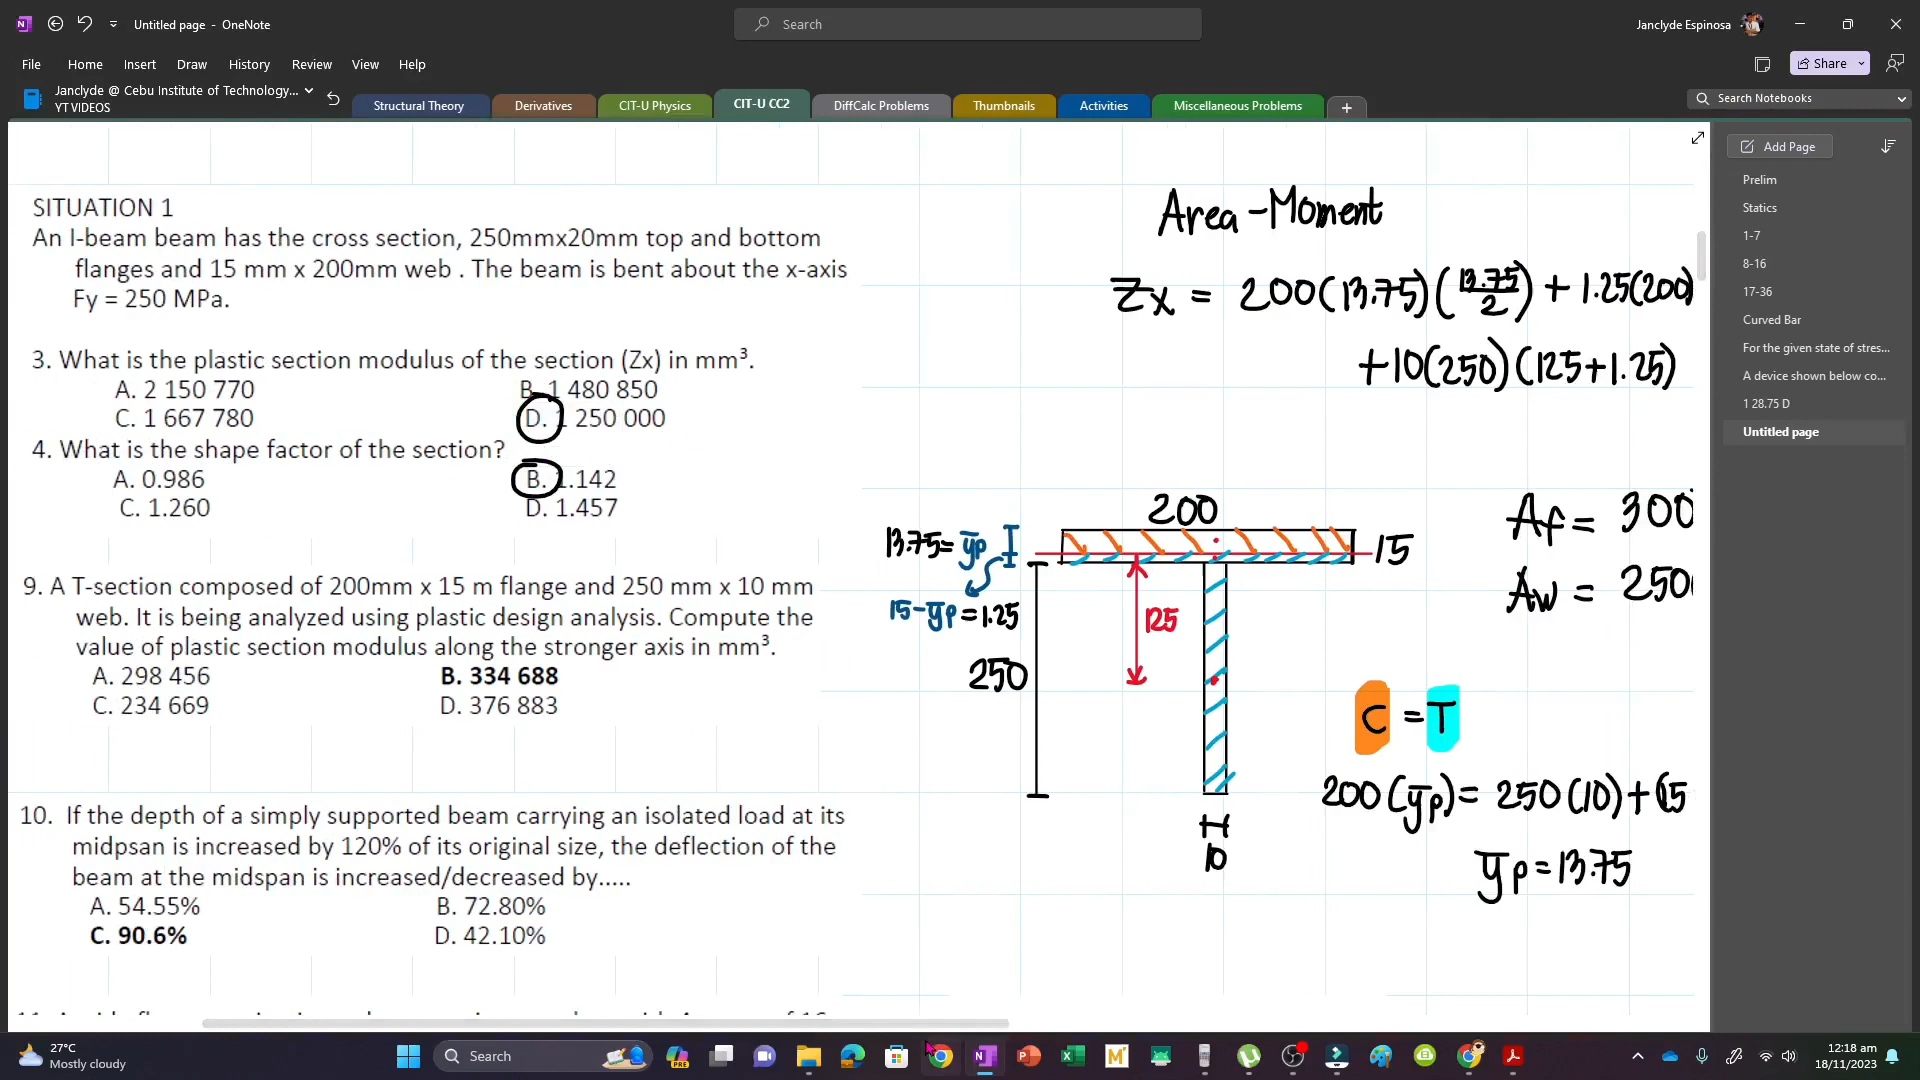 Untitled page - OneNote
Search
Janclyde Espinosa
File Home Insert Draw History Review View Help
Share
Janclyde @ Cebu Institute of Technology...
YT VIDEOS
Structural Theory
Derivatives
CIT-U Physics
CIT-U CC2
DiffCalc Problems
Thumbnails
Activities
Miscellaneous Problems
+
Search Notebooks
Add Page
Prelim
Statics
1-7
8-16
17-36
Curved Bar
For the given state of stres...
A device shown below co...
1 28.75 D
Untitled page
SITUATION 1
An I-beam beam has the cross section, 250mmx20mm top and bottom
flanges and 15 mm x 200mm web . The beam is bent about the x-axis
Fy = 250 MPa.
3. What is the plastic section modulus of the section (Zx) in mm³.
A. 2 150 770 B. 1 480 850
C. 1 667 780 D. 1 250 000
4. What is the shape factor of the section?
A. 0.986 B. 1.142
C. 1.260 D. 1.457
9. A T-section composed of 200mm x 15 m flange and 250 mm x 10 mm
web. It is being analyzed using plastic design analysis. Compute the
value of plastic section modulus along the stronger axis in mm³.
A. 298 456 B. 334 688
C. 234 669 D. 376 883
10. If the depth of a simply supported beam carrying an isolated load at its
midpsan is increased by 120% of its original size, the deflection of the
beam at the midspan is increased/decreased by.....
A. 54.55% B. 72.80%
C. 90.6% D. 42.10%
Area-Moment
Zx = 200(13.75)(13.75/2) + 1.25(200)
+10(250)(125+1.25)
200
13.75 = y̅p
15
15-y̅p = 1.25
125
250
10
Af = 300
Aw = 250
C = T
200(y̅p) = 250(10)+(15
y̅p = 13.75
27°C
Mostly cloudy
Search
PRE
12:18 am
18/11/2023